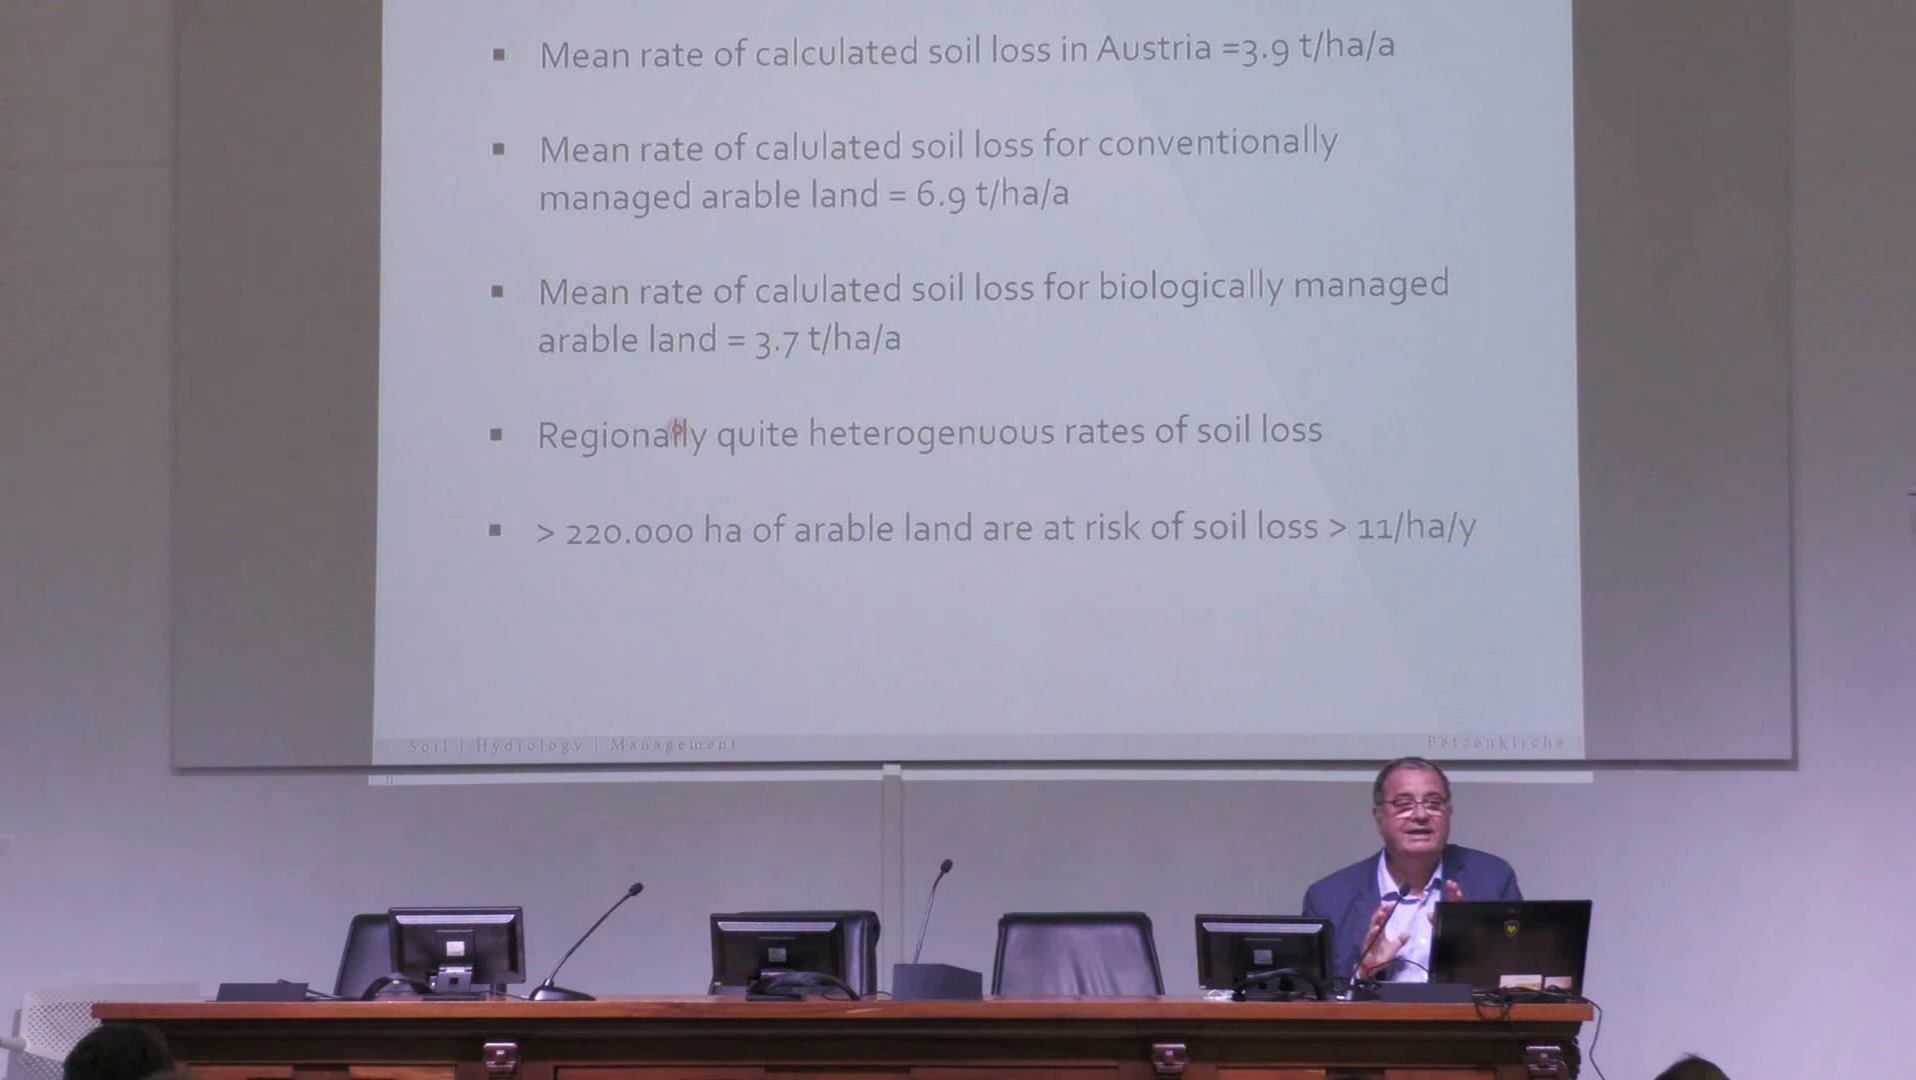 ▪ Mean rate of calculated soil loss in Austria =3.9 t/ha/a
▪ Mean rate of calulated soil loss for conventionally
managed arable land = 6.9 t/ha/a
▪ Mean rate of calulated soil loss for biologically managed
arable land = 3.7 t/ha/a
▪ Regionally quite heterogenuous rates of soil loss
▪ > 220.000 ha of arable land are at risk of soil loss > 11/ha/y
Soil | Hydrology | Management
Petzenkirche